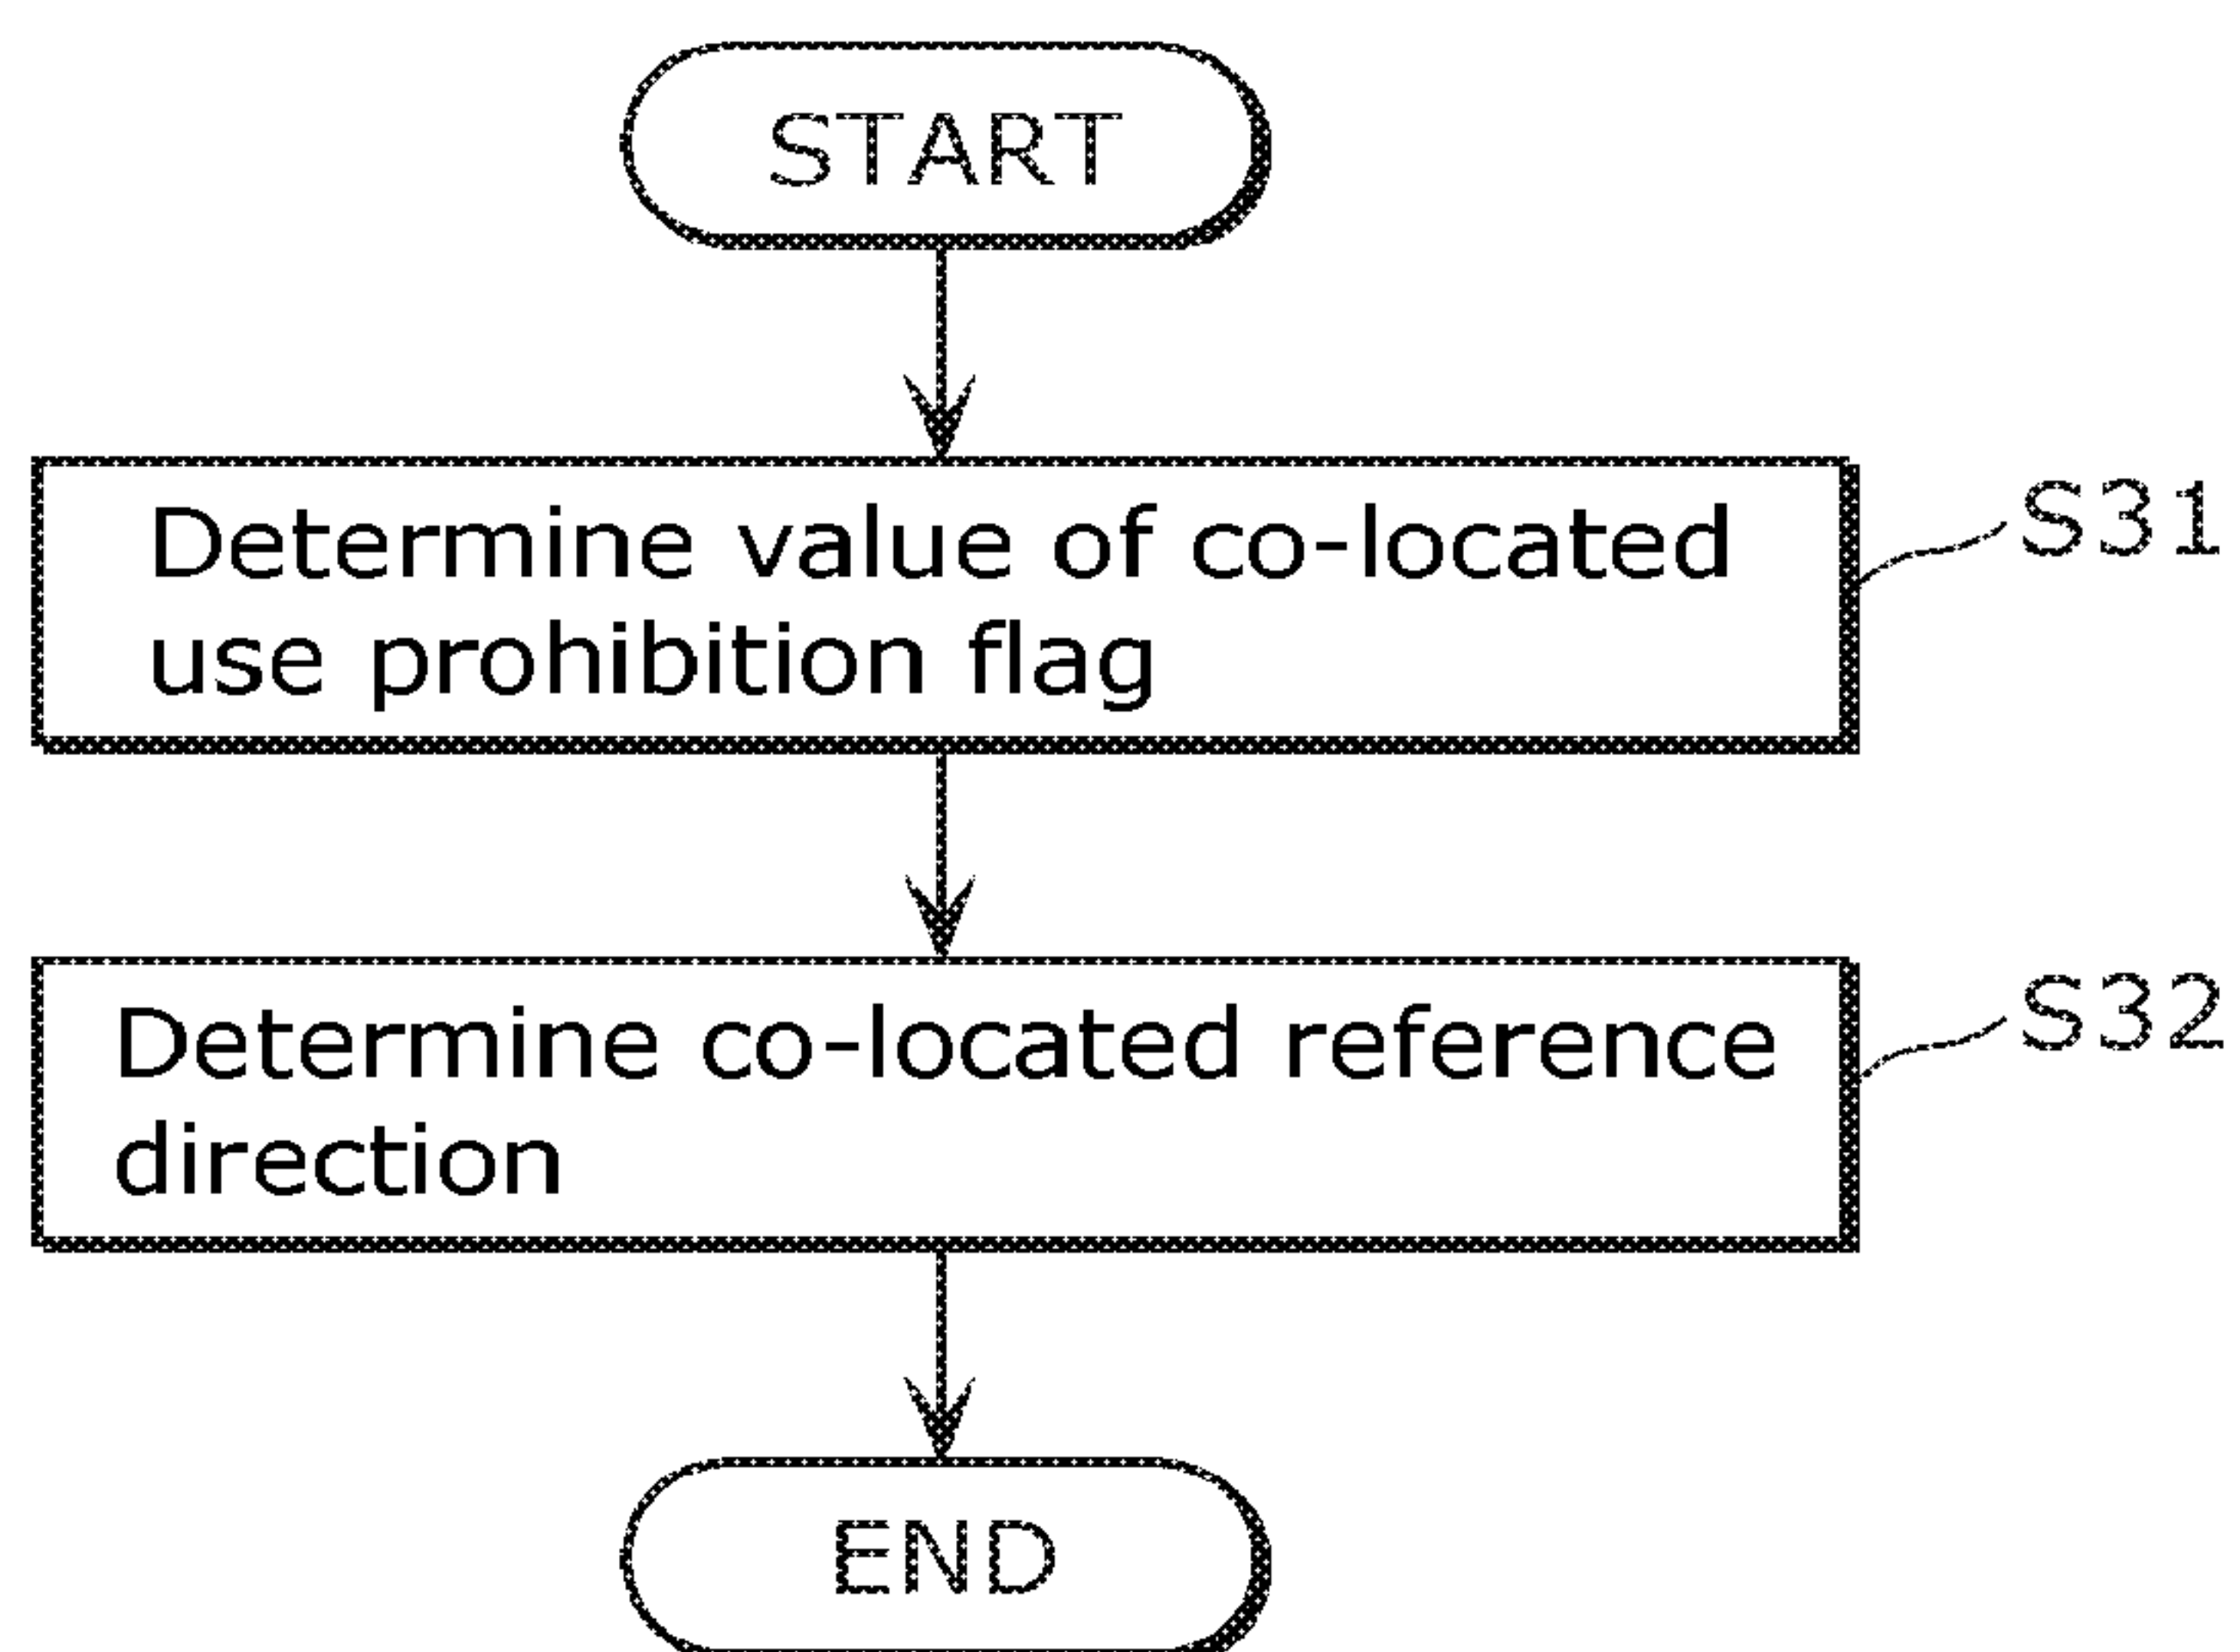 START
Determine value of co-located
use prohibition flag
S31
Determine co-located reference
direction
S32
END